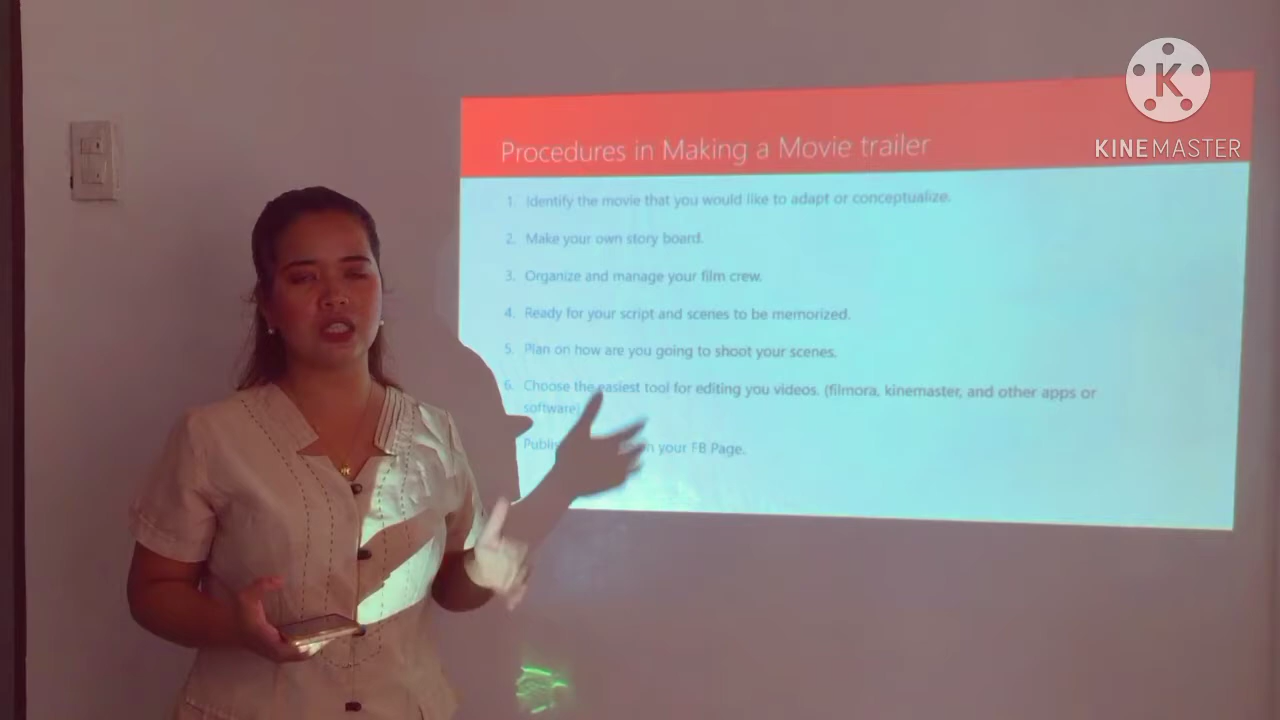 K
KINEMASTER
Procedures in Making a Movie trailer
1. Identify the movie that you would like to adapt or conceptualize.
2. Make your own story board.
3. Organize and manage your film crew.
4. Ready for your script and scenes to be memorized.
5. Plan on how are you going to shoot your scenes.
6. Choose the easiest tool for editing you videos. (filmora, kinemaster, and other apps or
software)
your FB Page.